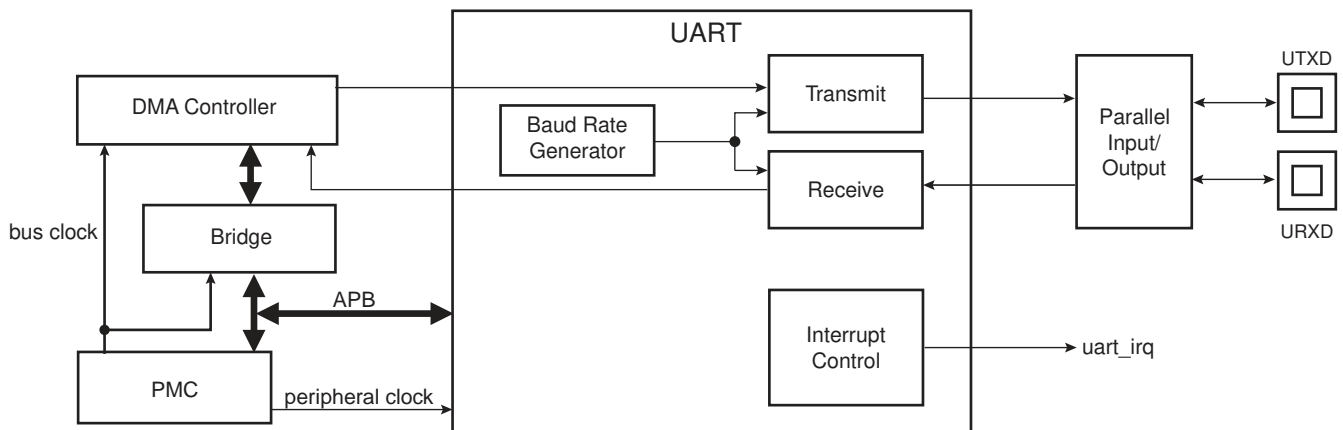 UART
UTXD
DMA Controller
Transmit
Baud Rate
Generator
Parallel
Input/
Output
Receive
bus clock
Bridge
URXD
APB
Interrupt
Control
uart_irq
PMC
peripheral clock